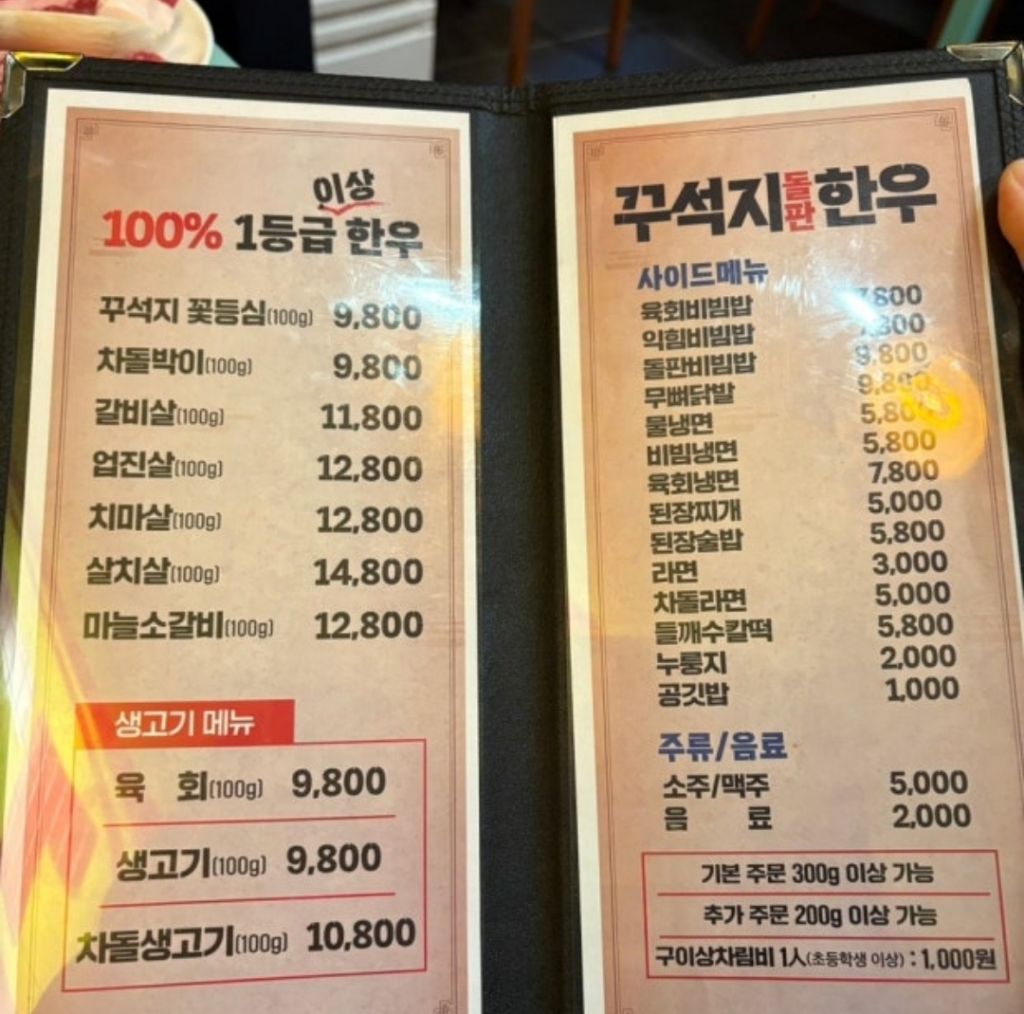 이상
100% 1등급 한우
꾸석지 꽃등심(100g) 9,800
차돌박이(100g) 9,800
갈비살(100g) 11,800
업진살(100g) 12,800
치마살(100g) 12,800
살치살(100g) 14,800
마늘소갈비(100g) 12,800
생고기 메뉴
육 회(100g) 9,800
생고기(100g) 9,800
차돌생고기(100g) 10,800
꾸석지돌판한우
사이드메뉴
육회비빔밥 7,800
익힘비빔밥 7,800
돌판비빔밥 9,800
무뼈닭발 9,800
물냉면 5,800
비빔냉면 5,800
육회냉면 7,800
된장찌개 5,000
된장술밥 5,800
라면 3,000
차돌라면 5,000
들깨수칼떡 5,800
누룽지 2,000
공깃밥 1,000
주류/음료
소주/맥주 5,000
음 료 2,000
기본 주문 300g 이상 가능
추가 주문 200g 이상 가능
구이상차림비 1人(초등학생 이상) : 1,000원